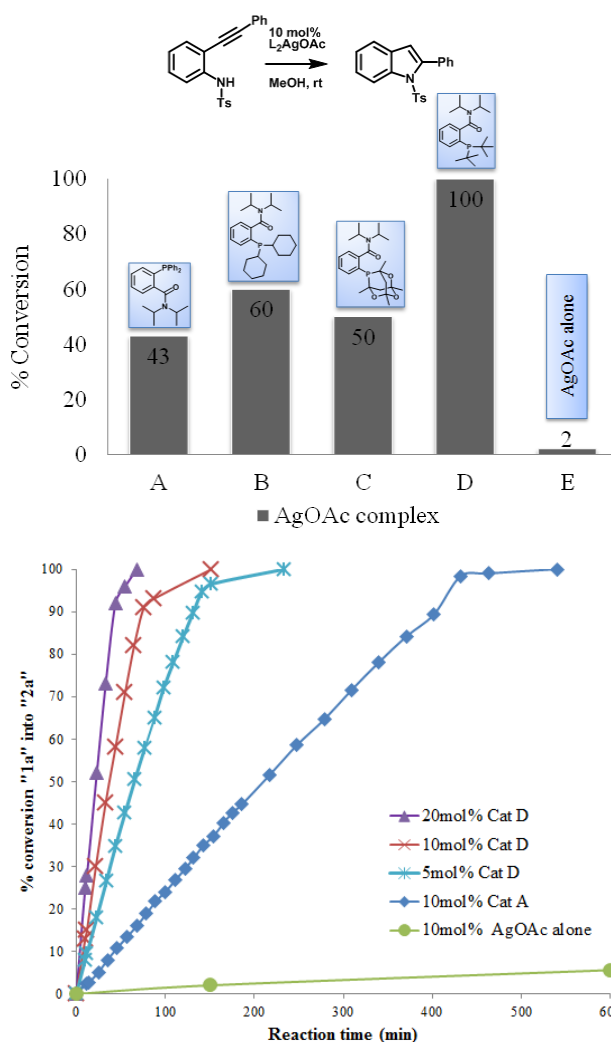 Ph
NH
Ts
10 mol%
L₂AgOAc
MeOH, rt
N
Ts
Ph
% Conversion
100
80
60
40
20
0
PPh₂
O
N
43
N
O
P
60
N
O
P
O
O
O
50
N
O
P
100
AgOAc alone
2
A B C D E
AgOAc complex
% conversion "1a" into "2a"
100
90
80
70
60
50
40
30
20
10
0
20mol% Cat D
10mol% Cat D
5mol% Cat D
10mol% Cat A
10mol% AgOAc alone
0 100 200 300 400 500 60
Reaction time (min)